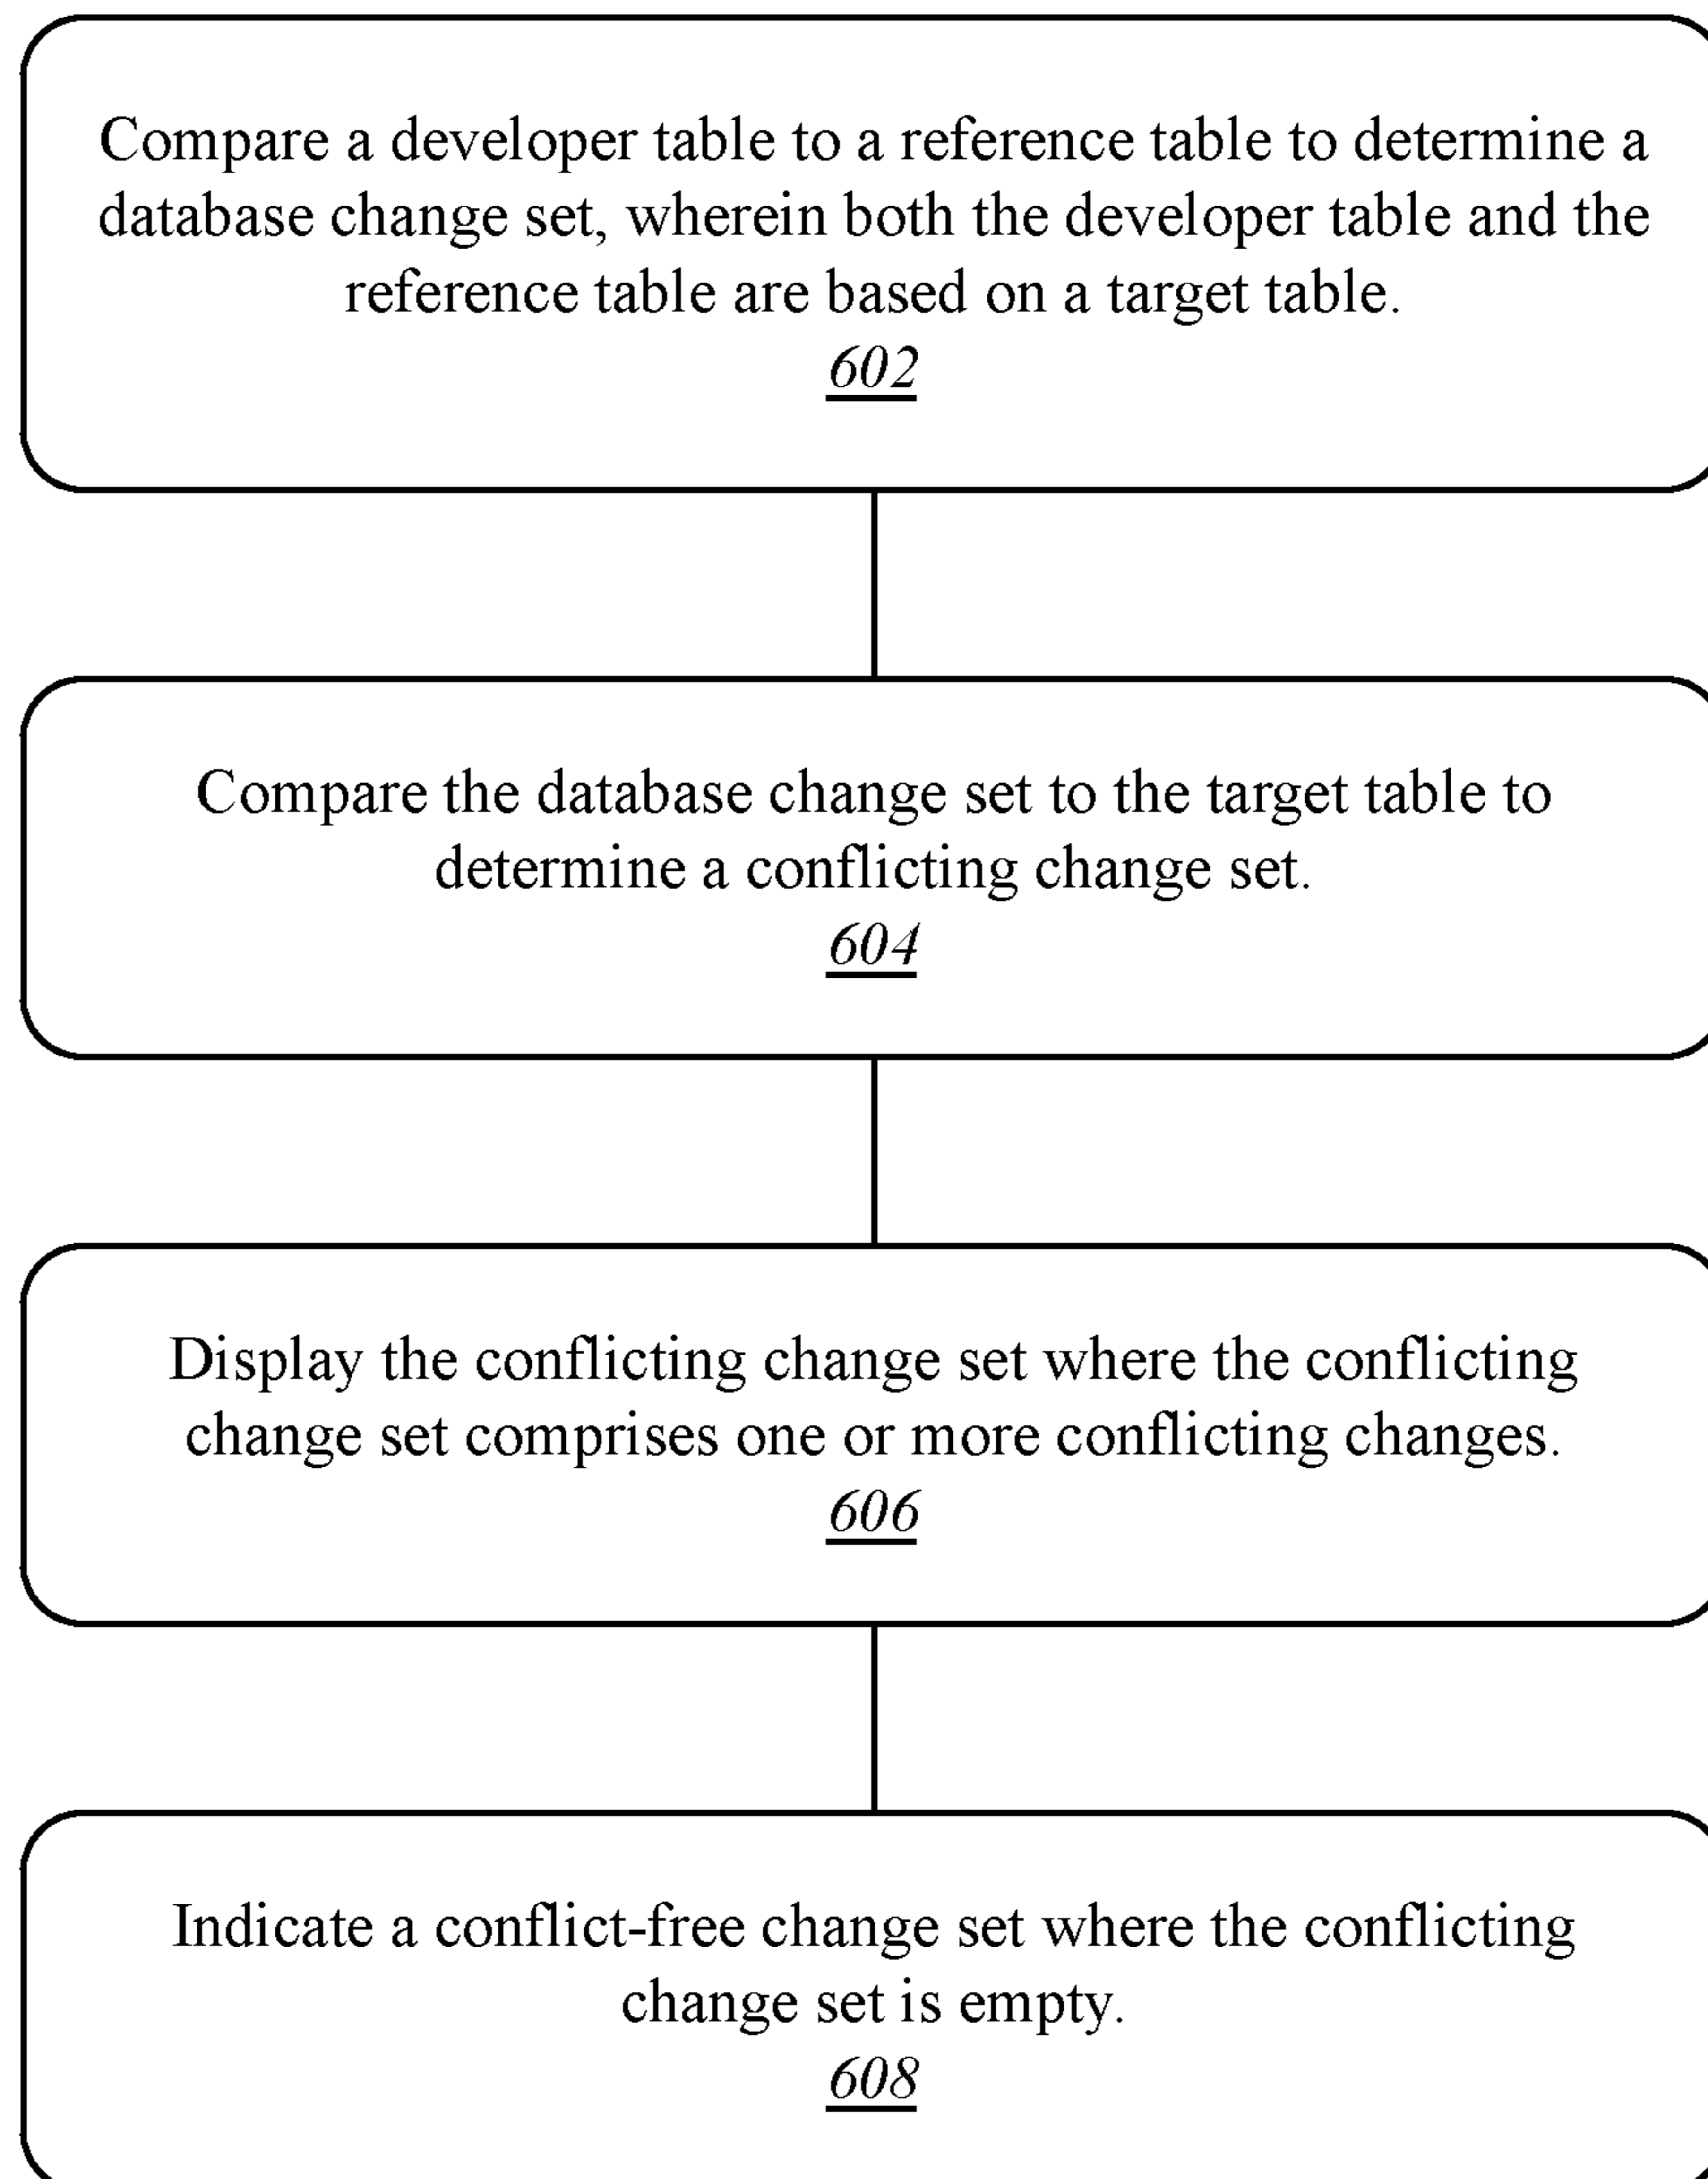 Compare a developer table to a reference table to determine a
database change set, wherein both the developer table and the
reference table are based on a target table.
602
Compare the database change set to the target table to
determine a conflicting change set.
604
Display the conflicting change set where the conflicting
change set comprises one or more conflicting changes.
606
Indicate a conflict-free change set where the conflicting
change set is empty.
608